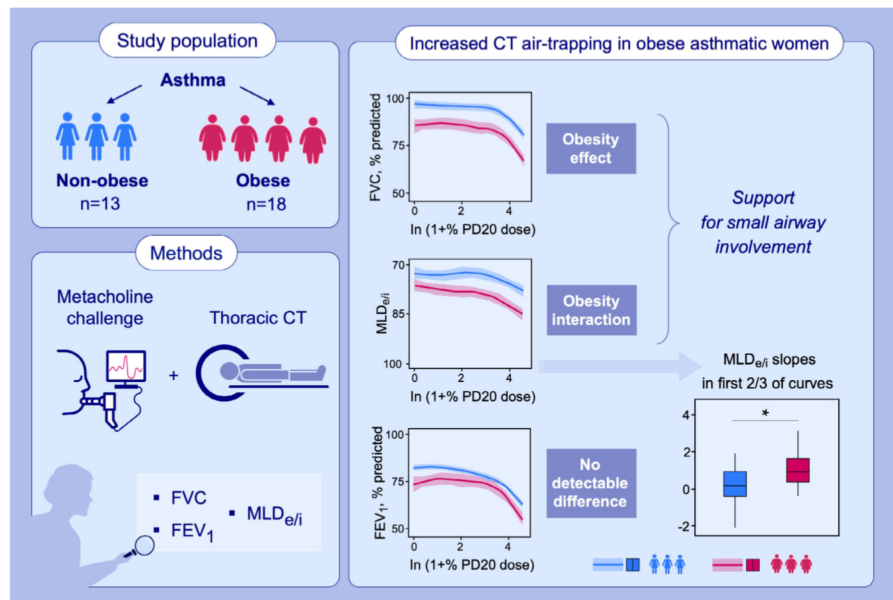 Study population
Asthma
Non-obese
n=13
Obese
n=18
Methods
Metacholine
challenge
Thoracic CT
+
▪ FVC
▪ FEV1
▪ MLDe/i
Increased CT air-trapping in obese asthmatic women
FVC, % predicted
100
75
50
0 2 4
In (1+% PD20 dose)
Obesity
effect
MLDe/i
70
85
100
0 2 4
In (1+% PD20 dose)
Obesity
interaction
FEV1, % predicted
100
75
50
0 2 4
In (1+% PD20 dose)
No
detectable
difference
Support
for small airway
involvement
MLDe/i slopes
in first 2/3 of curves
4
2
0
-2
*